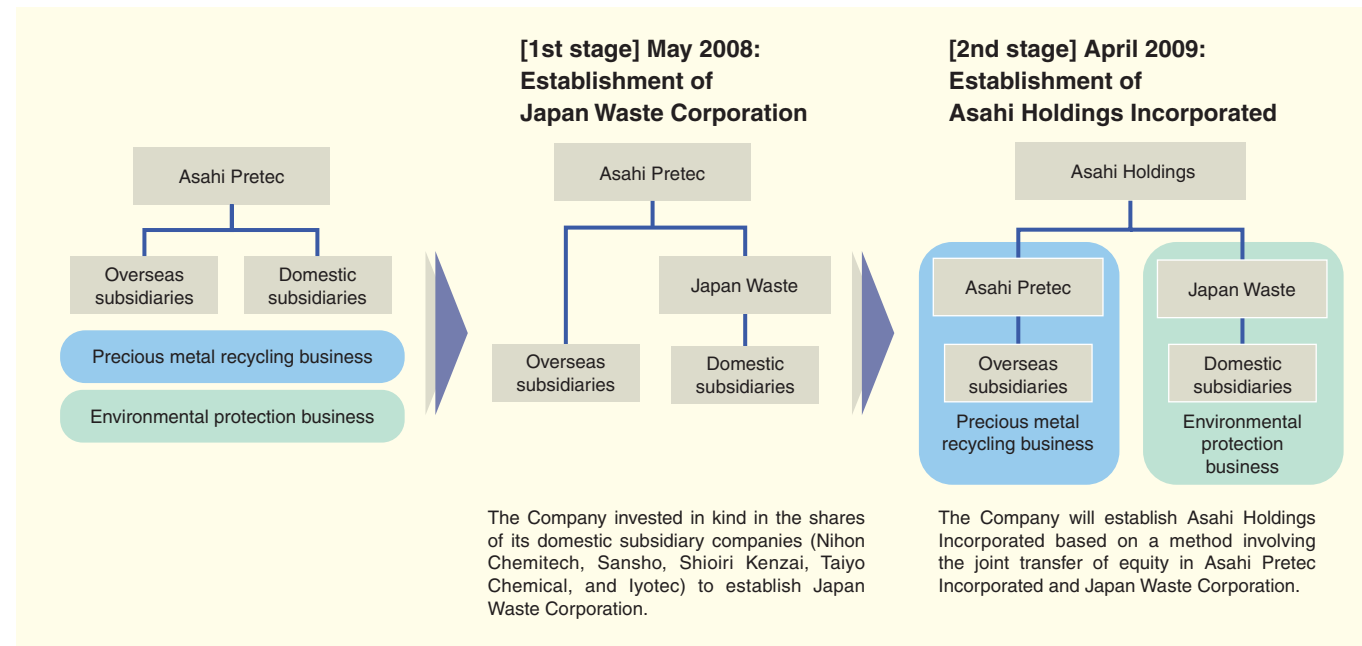 Asahi Pretec
Overseas
subsidiaries
Domestic
subsidiaries
Precious metal recycling business
Environmental protection business
[1st stage] May 2008:
Establishment of
Japan Waste Corporation
Asahi Pretec
Japan Waste
Overseas
subsidiaries
Domestic
subsidiaries
The Company invested in kind in the shares
of its domestic subsidiary companies (Nihon
Chemitech, Sansho, Shioiri Kenzai, Taiyo
Chemical, and Iyotec) to establish Japan
Waste Corporation.
[2nd stage] April 2009:
Establishment of
Asahi Holdings Incorporated
Asahi Holdings
Asahi Pretec
Overseas
subsidiaries
Precious metal
recycling business
Japan Waste
Domestic
subsidiaries
Environmental
protection
business
The Company will establish Asahi Holdings
Incorporated based on a method involving
the joint transfer of equity in Asahi Pretec
Incorporated and Japan Waste Corporation.